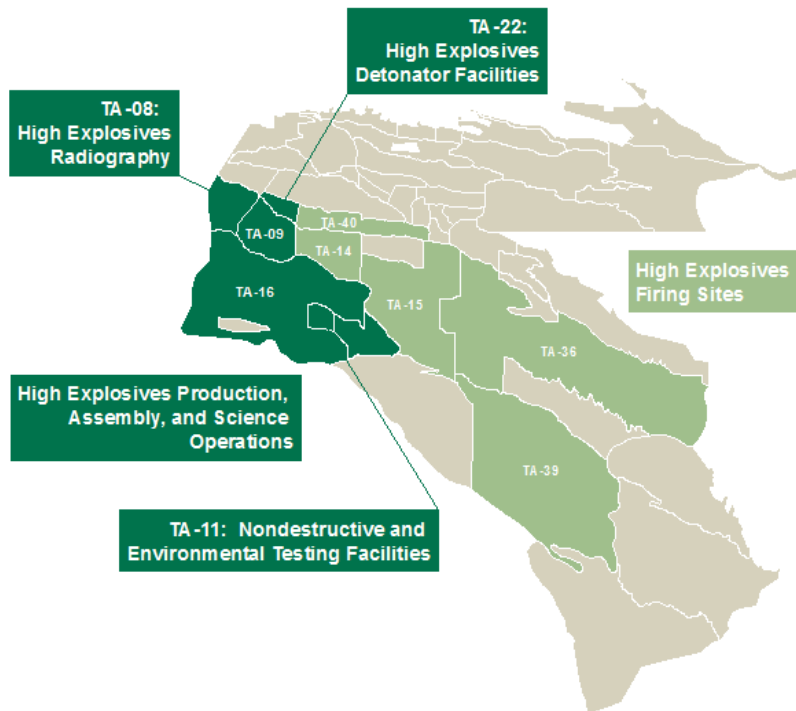 TA-22:
High Explosives
Detonator Facilities
TA-08:
High Explosives
Radiography
TA-40
TA-09
TA-14
High Explosives
Firing Sites
TA-16
TA-15
TA-36
High Explosives Production,
Assembly, and Science
Operations
TA-39
TA-11: Nondestructive and
Environmental Testing Facilities